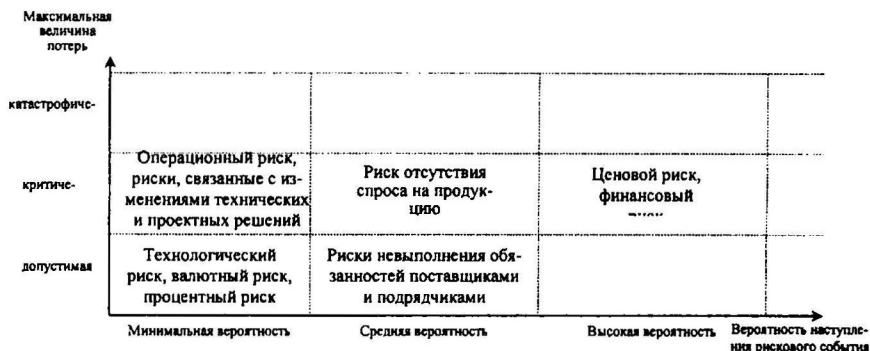 Максимальная
величина
потерь
катастрофиче-
критиче-
Операционный риск,
риски, связанные с из-
менениями технических
и проектных решений
Риск отсутствия
спроса на продук-
цию
Ценовой риск,
финансовый
допустимая
Технологический
риск, валютный риск,
процентный риск
Риски невыполнения обя-
занностей поставщиками
и подрядчиками
Минимальная вероятность
Средняя вероятность
Высокая вероятность
Вероятность наступле-
ния рискового события